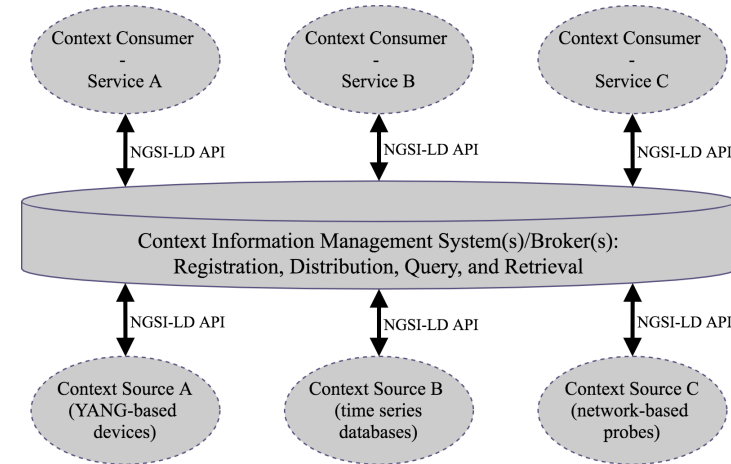 Context Consumer
-
Service A
Context Consumer
-
Service B
Context Consumer
-
Service C
NGSI-LD API
NGSI-LD API
NGSI-LD API
Context Information Management System(s)/Broker(s):
Registration, Distribution, Query, and Retrieval
NGSI-LD API
NGSI-LD API
NGSI-LD API
Context Source A
(YANG-based
devices)
Context Source B
(time series
databases)
Context Source C
(network-based
probes)